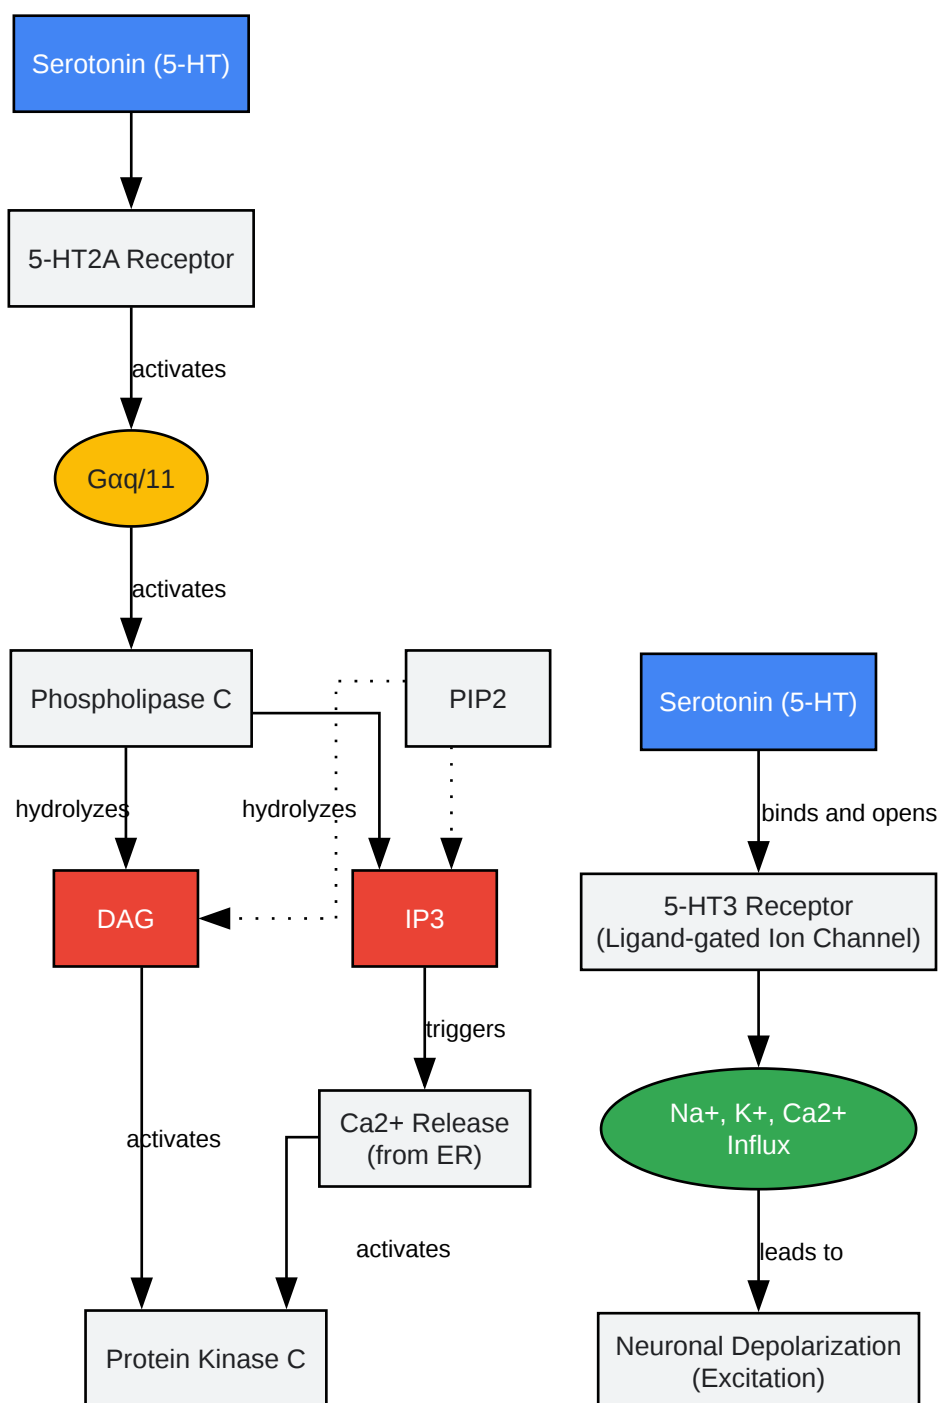 Serotonin (5-HT)
5-HT2A Receptor
activates
Gαq/11
activates
Phospholipase C
PIP2
hydrolyzes
hydrolyzes
DAG
IP3
triggers
Ca2+ Release
(from ER)
activates
activates
Protein Kinase C
Serotonin (5-HT)
binds and opens
5-HT3 Receptor
(Ligand-gated Ion Channel)
Na+, K+, Ca2+
Influx
leads to
Neuronal Depolarization
(Excitation)